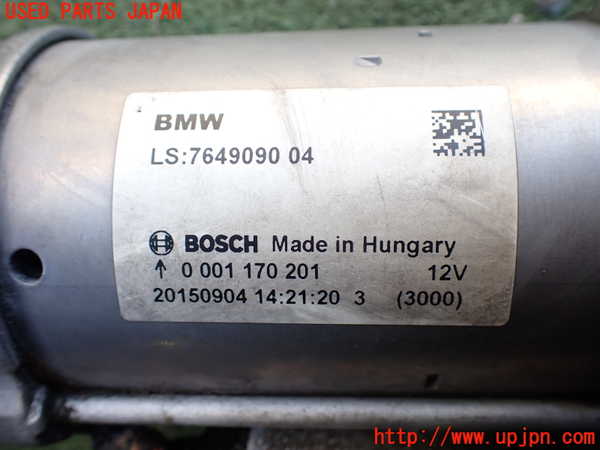 USED PARTS JAPAN
BMW
LS:7649090 04
BOSCH Made in Hungary
↑ 0 001 170 201 12V
20150904 14:21:20 3 (3000)
http://www.upjpn.com/